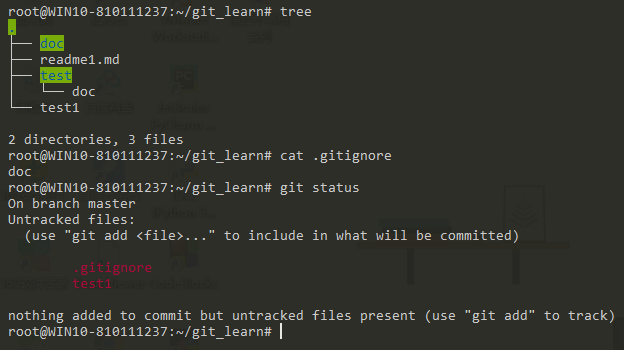 root@WIN10-810111237:~/git_learn# tree
.
├── doc
├── readme1.md
├── test
│   └── doc
└── test1

2 directories, 3 files
root@WIN10-810111237:~/git_learn# cat .gitignore
doc
root@WIN10-810111237:~/git_learn# git status
On branch master
Untracked files:
  (use "git add <file>..." to include in what will be committed)

        .gitignore
        test1

nothing added to commit but untracked files present (use "git add" to track)
root@WIN10-810111237:~/git_learn#